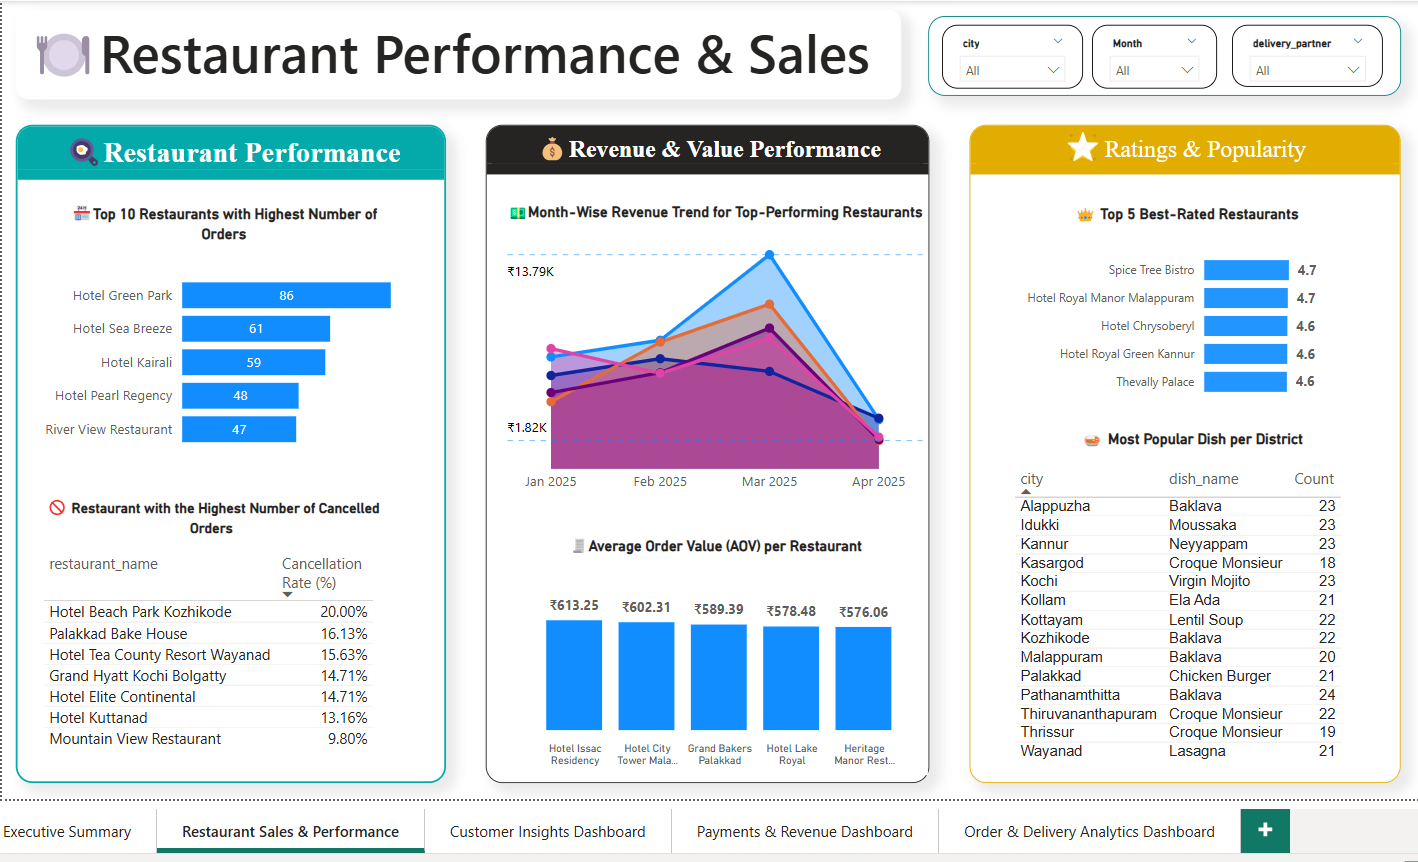 Restaurant Performance & Sales
city
All
Month
All
delivery_partner
All
Restaurant Performance
Top 10 Restaurants with Highest Number of
Orders
Hotel Green Park 86
Hotel Sea Breeze 61
Hotel Kairali 59
Hotel Pearl Regency 48
River View Restaurant 47
Restaurant with the Highest Number of Cancelled
Orders
restaurant_name Cancellation
Rate (%)
Hotel Beach Park Kozhikode 20.00%
Palakkad Bake House 16.13%
Hotel Tea County Resort Wayanad 15.63%
Grand Hyatt Kochi Bolgatty 14.71%
Hotel Elite Continental 14.71%
Hotel Kuttanad 13.16%
Mountain View Restaurant 9.80%
Revenue & Value Performance
Month-Wise Revenue Trend for Top-Performing Restaurants
₹13.79K
₹1.82K
Jan 2025 Feb 2025 Mar 2025 Apr 2025
Average Order Value (AOV) per Restaurant
₹613.25 ₹602.31 ₹589.39 ₹578.48 ₹576.06
Hotel Issac Hotel City Grand Bakers Hotel Lake Heritage
Residency Tower Mala... Palakkad Royal Manor Rest...
Ratings & Popularity
Top 5 Best-Rated Restaurants
Spice Tree Bistro 4.7
Hotel Royal Manor Malappuram 4.7
Hotel Chrysoberyl 4.6
Hotel Royal Green Kannur 4.6
Thevally Palace 4.6
Most Popular Dish per District
city dish_name Count
Alappuzha Baklava 23
Idukki Moussaka 23
Kannur Neyyappam 23
Kasargod Croque Monsieur 18
Kochi Virgin Mojito 23
Kollam Ela Ada 21
Kottayam Lentil Soup 22
Kozhikode Baklava 22
Malappuram Baklava 20
Palakkad Chicken Burger 21
Pathanamthitta Baklava 24
Thiruvananthapuram Croque Monsieur 22
Thrissur Croque Monsieur 19
Wayanad Lasagna 21
Executive Summary Restaurant Sales & Performance Customer Insights Dashboard Payments & Revenue Dashboard Order & Delivery Analytics Dashboard +